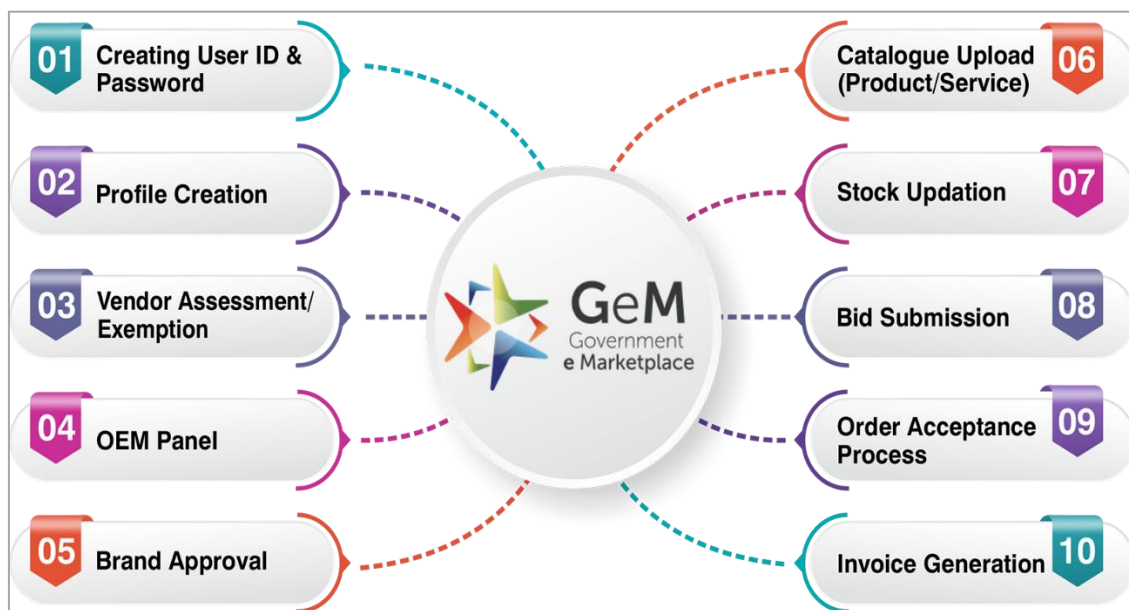 01
Creating User ID &
Password
02
Profile Creation
03
Vendor Assessment/
Exemption
04
OEM Panel
05
Brand Approval
GeM
Government
e Marketplace
Catalogue Upload
(Product/Service)
06
Stock Updation
07
Bid Submission
08
Order Acceptance
Process
09
Invoice Generation
10